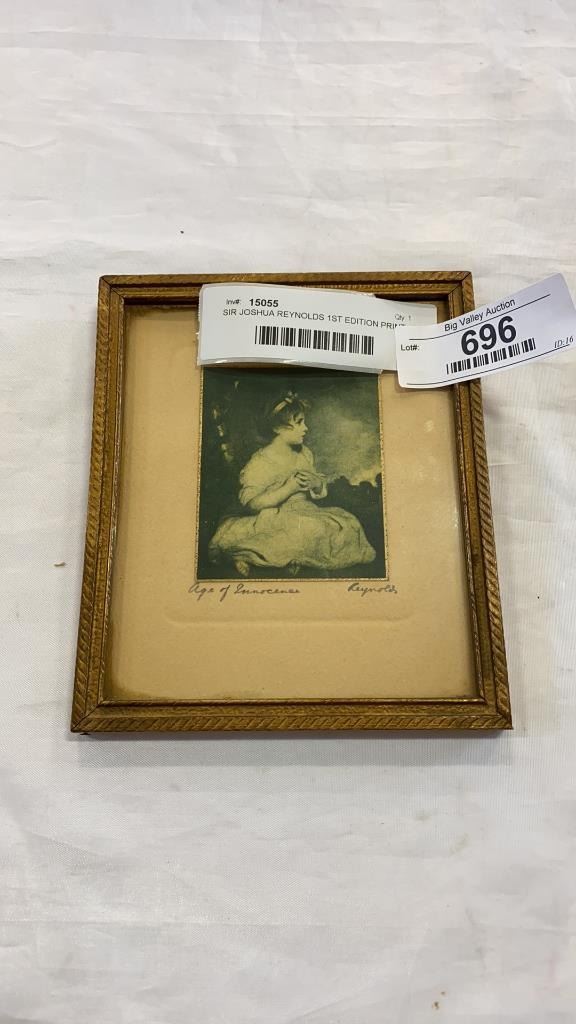 Inv#: 15055 Qty 1
SIR JOSHUA REYNOLDS 1ST EDITION PRINT
Big Valley Auction
Lot#: 696
ID:16
Age of Innocence Reynolds